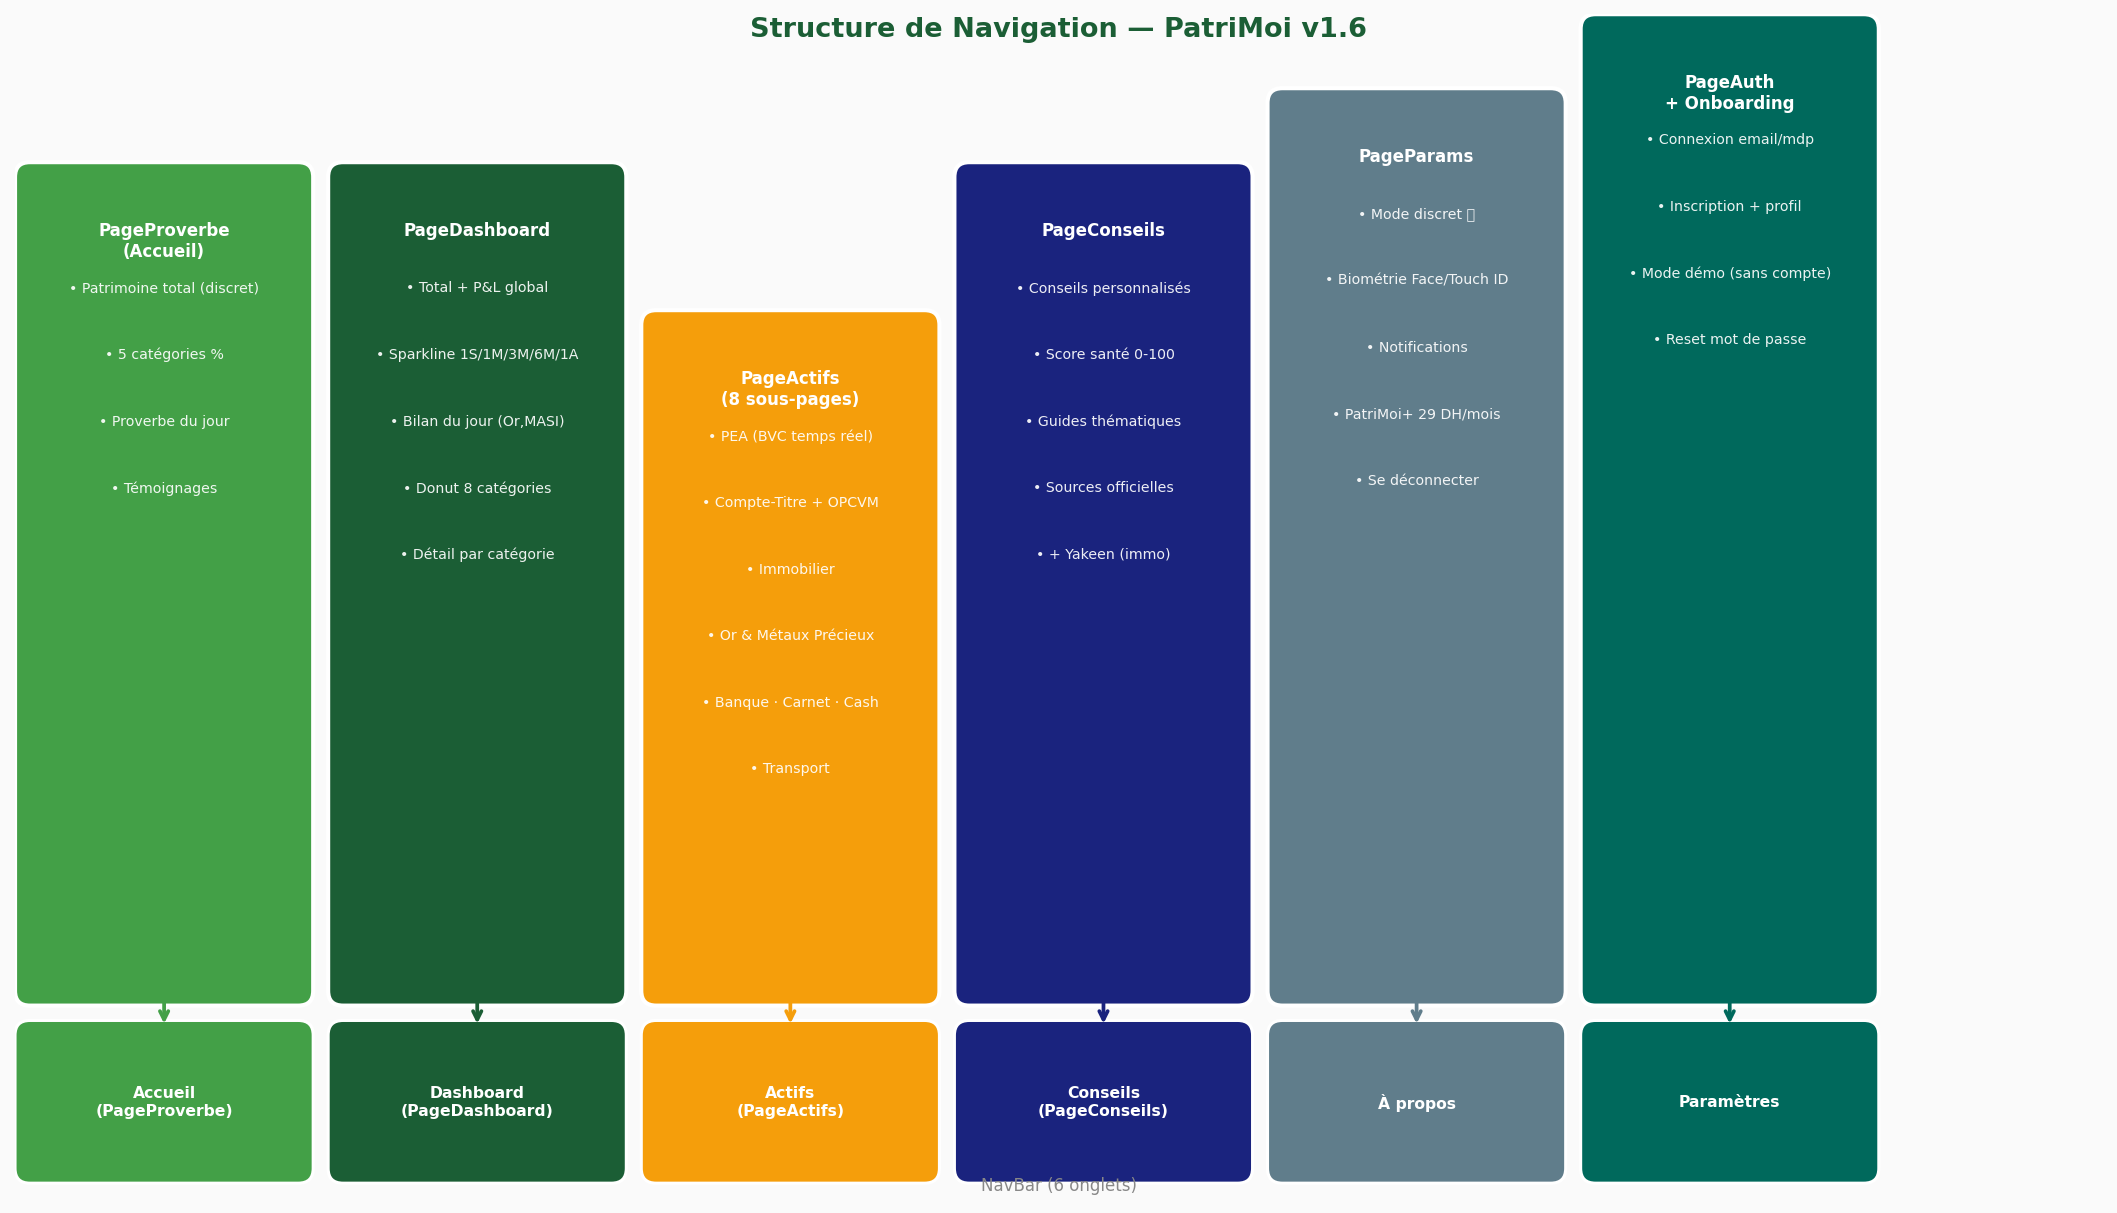 Structure de Navigation — PatriMoi v1.6
PageProverbe
(Accueil)
• Patrimoine total (discret)
• 5 catégories %
• Proverbe du jour
• Témoignages
PageDashboard
• Total + P&L global
• Sparkline 1S/1M/3M/6M/1A
• Bilan du jour (Or,MASI)
• Donut 8 catégories
• Détail par catégorie
PageActifs
(8 sous-pages)
• PEA (BVC temps réel)
• Compte-Titre + OPCVM
• Immobilier
• Or & Métaux Précieux
• Banque · Carnet · Cash
• Transport
PageConseils
• Conseils personnalisés
• Score santé 0-100
• Guides thématiques
• Sources officielles
• + Yakeen (immo)
PageParams
• Mode discret
• Biométrie Face/Touch ID
• Notifications
• PatriMoi+ 29 DH/mois
• Se déconnecter
PageAuth
+ Onboarding
• Connexion email/mdp
• Inscription + profil
• Mode démo (sans compte)
• Reset mot de passe
Accueil
(PageProverbe)
Dashboard
(PageDashboard)
Actifs
(PageActifs)
Conseils
(PageConseils)
À propos
Paramètres
NavBar (6 onglets)